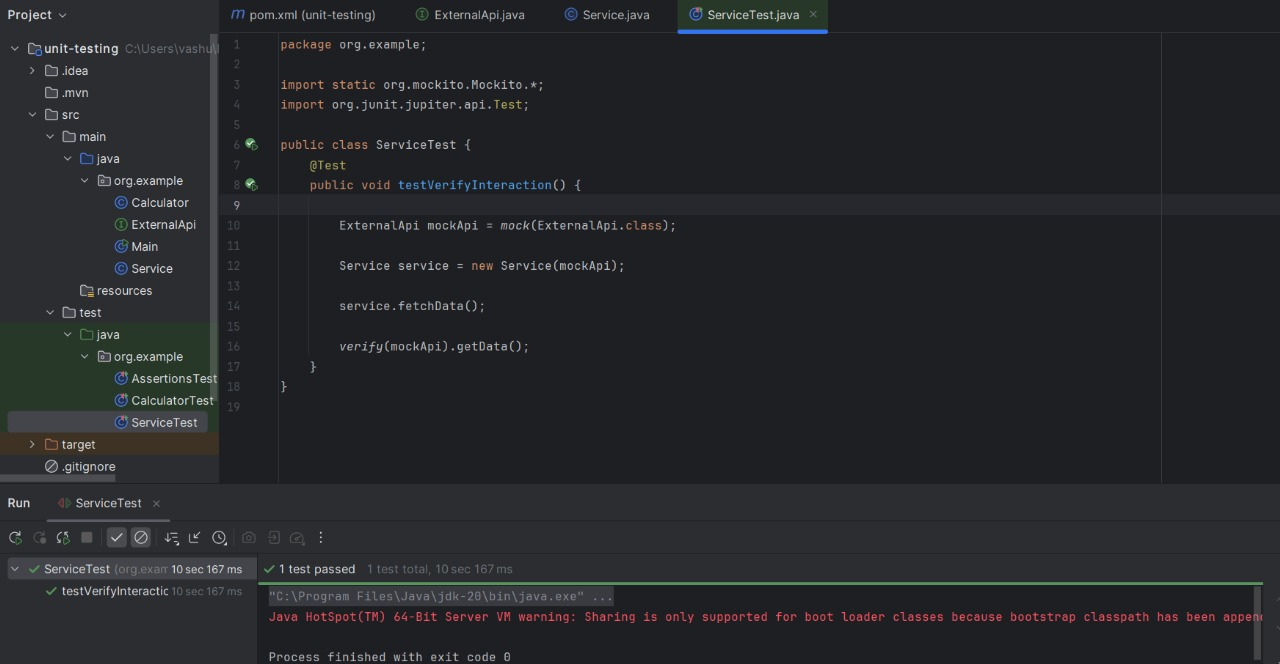 Project
pom.xml (unit-testing)
ExternalApi.java
Service.java
ServiceTest.java
unit-testing C:\Users\vashu\
.idea
.mvn
src
main
java
org.example
Calculator
ExternalApi
Main
Service
resources
test
java
org.example
AssertionsTest
CalculatorTest
ServiceTest
target
.gitignore
1 package org.example;
2
3 import static org.mockito.Mockito.*;
4 import org.junit.jupiter.api.Test;
5
6 public class ServiceTest {
7 @Test
8 public void testVerifyInteraction() {
9
10 ExternalApi mockApi = mock(ExternalApi.class);
11
12 Service service = new Service(mockApi);
13
14 service.fetchData();
15
16 verify(mockApi).getData();
17 }
18 }
19
Run ServiceTest
ServiceTest (org.exam 10 sec 167 ms
testVerifyInteractic 10 sec 167 ms
1 test passed 1 test total, 10 sec 167 ms
"C:\Program Files\Java\jdk-20\bin\java.exe" ...
Java HotSpot(TM) 64-Bit Server VM warning: Sharing is only supported for boot loader classes because bootstrap classpath has been appen
Process finished with exit code 0